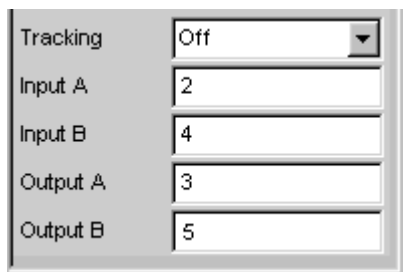 Tracking Off
Input A 2
Input B 4
Output A 3
Output B 5